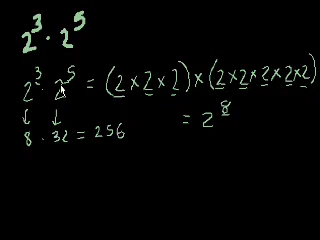 2³ · 2⁵
2³ · 2⁵ = (2 × 2 × 2) × (2 × 2 × 2 × 2 × 2)
↓ ↓ = 2⁸
8 · 32 = 256